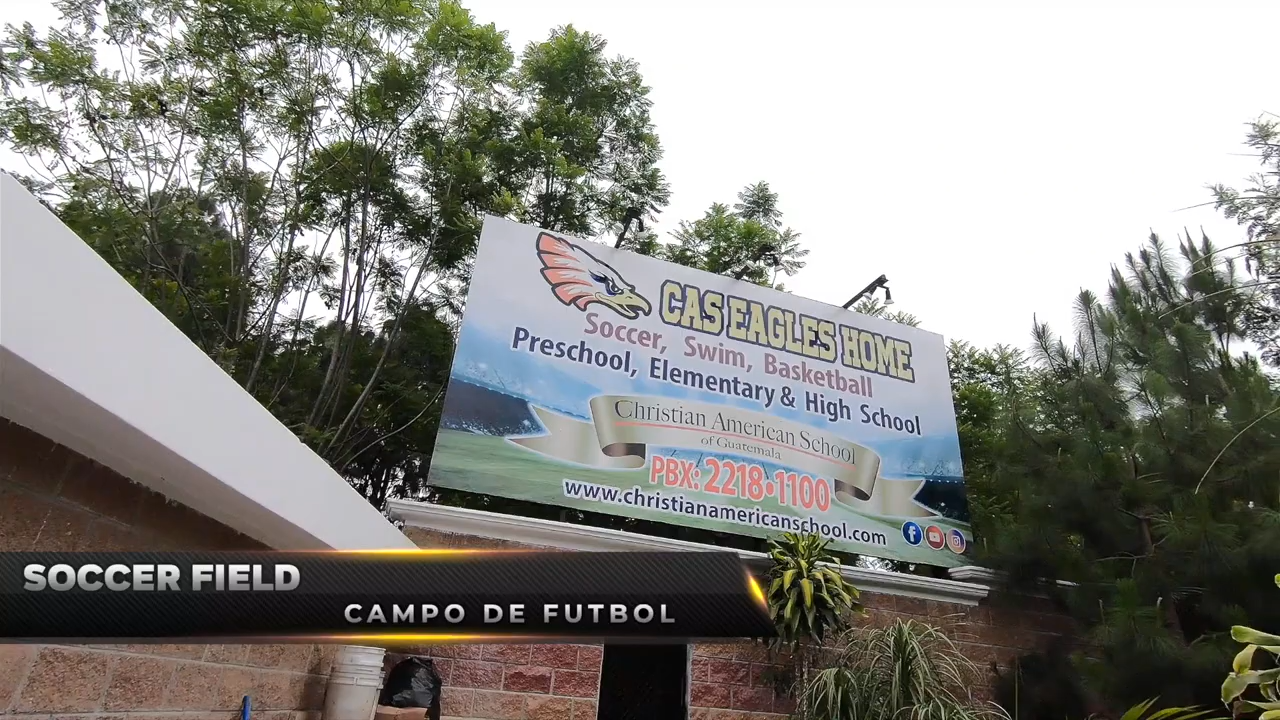 CAS EAGLES HOME
Soccer, Swim, Basketball
Preschool, Elementary & High School
Christian American School
of Guatemala
PBX: 2218•1100
www.christianamericanschool.com
SOCCER FIELD
CAMPO DE FUTBOL